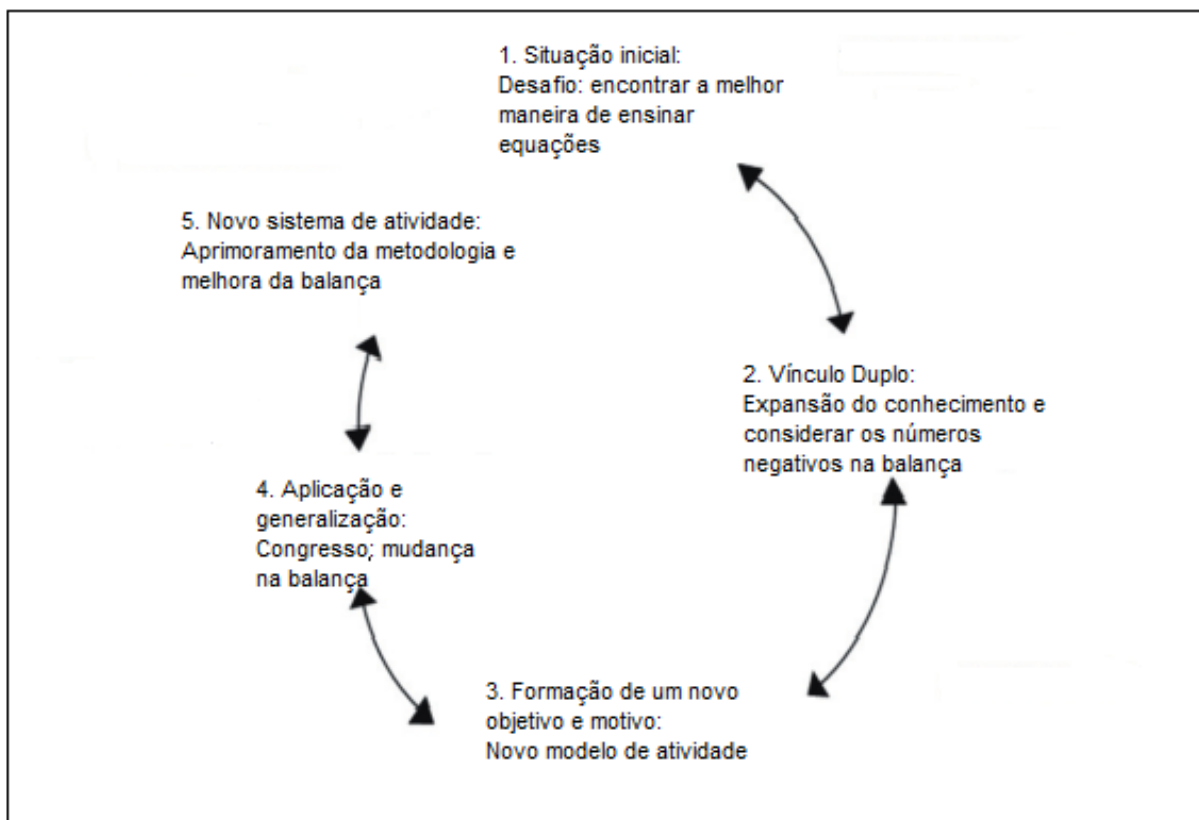 1. Situação inicial:
Desafio: encontrar a melhor
maneira de ensinar
equações
2. Vínculo Duplo:
Expansão do conhecimento e
considerar os números
negativos na balança
3. Formação de um novo
objetivo e motivo:
Novo modelo de atividade
4. Aplicação e
generalização:
Congresso; mudança
na balança
5. Novo sistema de atividade:
Aprimoramento da metodologia e
melhora da balança